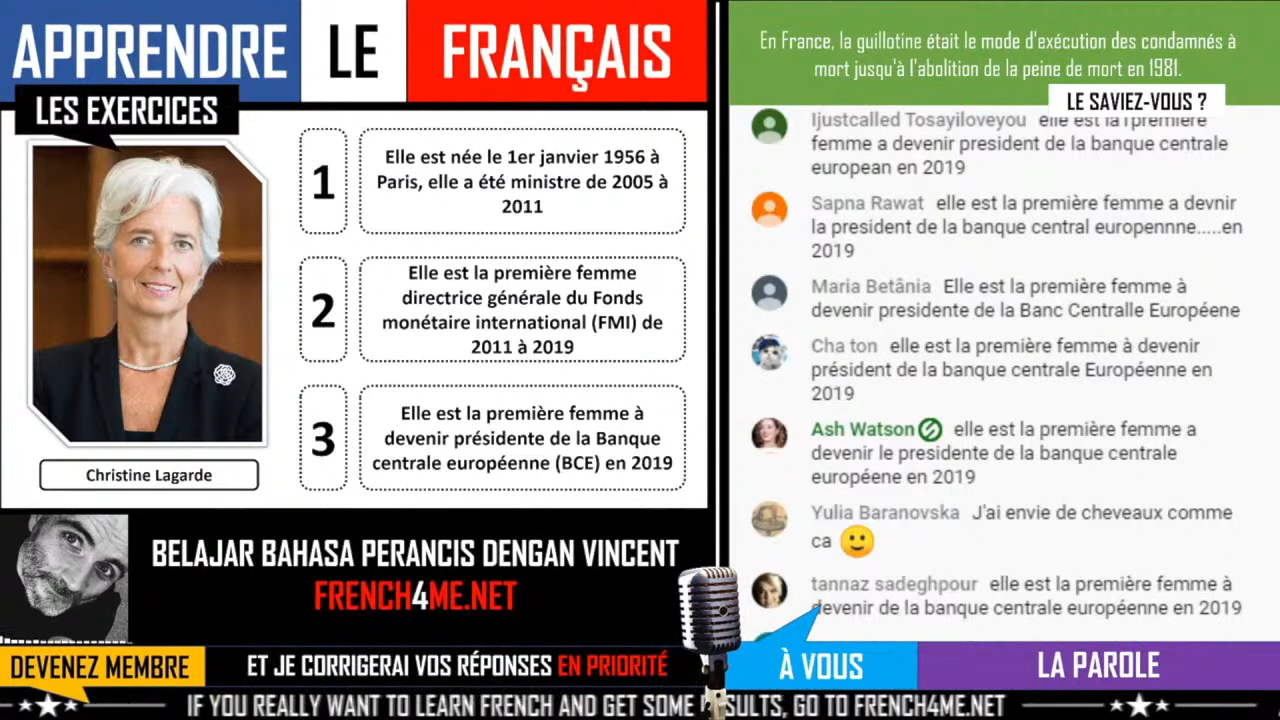 APPRENDRE LE FRANÇAIS
LES EXERCICES
1
Elle est née le 1er janvier 1956 à
Paris, elle a été ministre de 2005 à
2011
2
Elle est la première femme
directrice générale du Fonds
monétaire international (FMI) de
2011 à 2019
3
Elle est la première femme à
devenir présidente de la Banque
centrale européenne (BCE) en 2019
Christine Lagarde
BELAJAR BAHASA PERANCIS DENGAN VINCENT
FRENCH4ME.NET
DEVENEZ MEMBRE
ET JE CORRIGERAI VOS RÉPONSES EN PRIORITÉ
En France, la guillotine était le mode d'exécution des condamnés à
mort jusqu'à l'abolition de la peine de mort en 1981.
LE SAVIEZ-VOUS ?
Ijustcalled Tosayiloveyou elle est la rpremiere
femme a devenir president de la banque centrale
european en 2019
Sapna Rawat elle est la première femme a devnir
la president de la banque central europennne.....en
2019
Maria Betânia Elle est la première femme à
devenir presidente de la Banc Centralle Européene
Cha ton elle est la première femme à devenir
président de la banque centrale Européenne en
2019
Ash Watson elle est la première femme a
devenir le presidente de la banque centrale
européene en 2019
Yulia Baranovska J'ai envie de cheveaux comme
ca
tannaz sadeghpour elle est la première femme à
devenir de la banque centrale européenne en 2019
À VOUS
LA PAROLE
IF YOU REALLY WANT TO LEARN FRENCH AND GET SOME SULTS, GO TO FRENCH4ME.NET